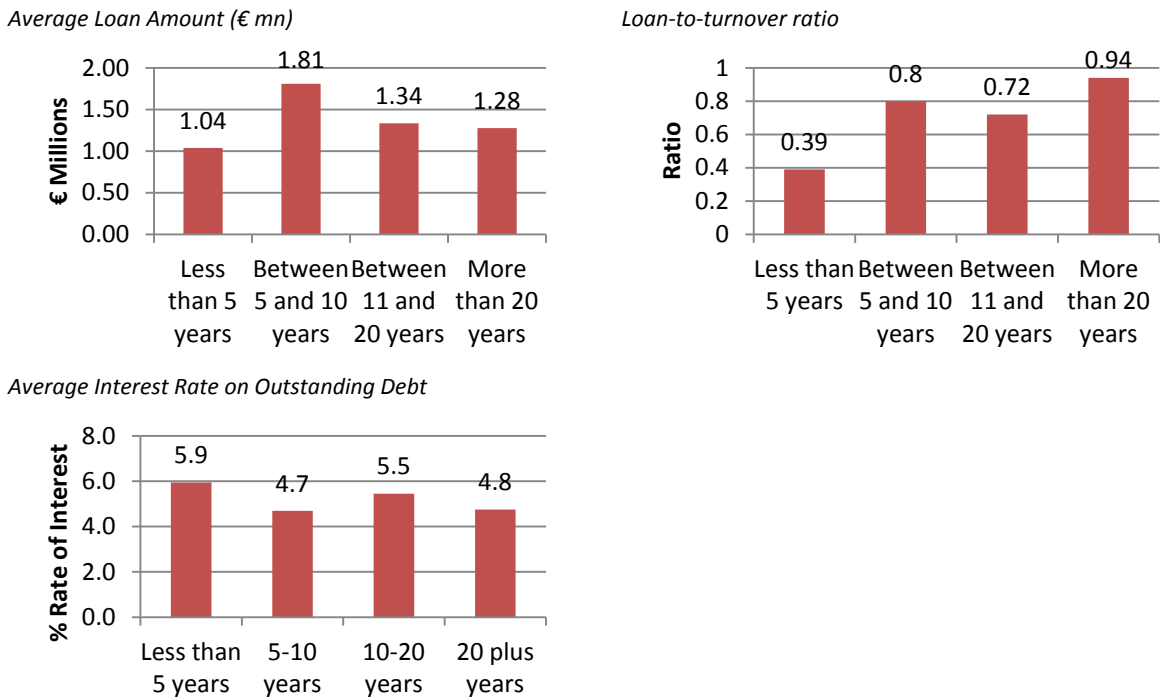 Average Loan Amount (€ mn)
€ Millions
2.00
1.50
1.00
0.50
0.00
1.04
1.81
1.34
1.28
Less
than 5
years
Between
5 and 10
years
Between
11 and
20 years
More
than 20
years
Loan-to-turnover ratio
Ratio
1
0.8
0.6
0.4
0.2
0
0.39
0.8
0.72
0.94
Less than
5 years
Between
5 and 10
years
Between
11 and
20 years
More
than 20
years
Average Interest Rate on Outstanding Debt
% Rate of Interest
8.0
6.0
4.0
2.0
0.0
5.9
4.7
5.5
4.8
Less than
5 years
5-10
years
10-20
years
20 plus
years